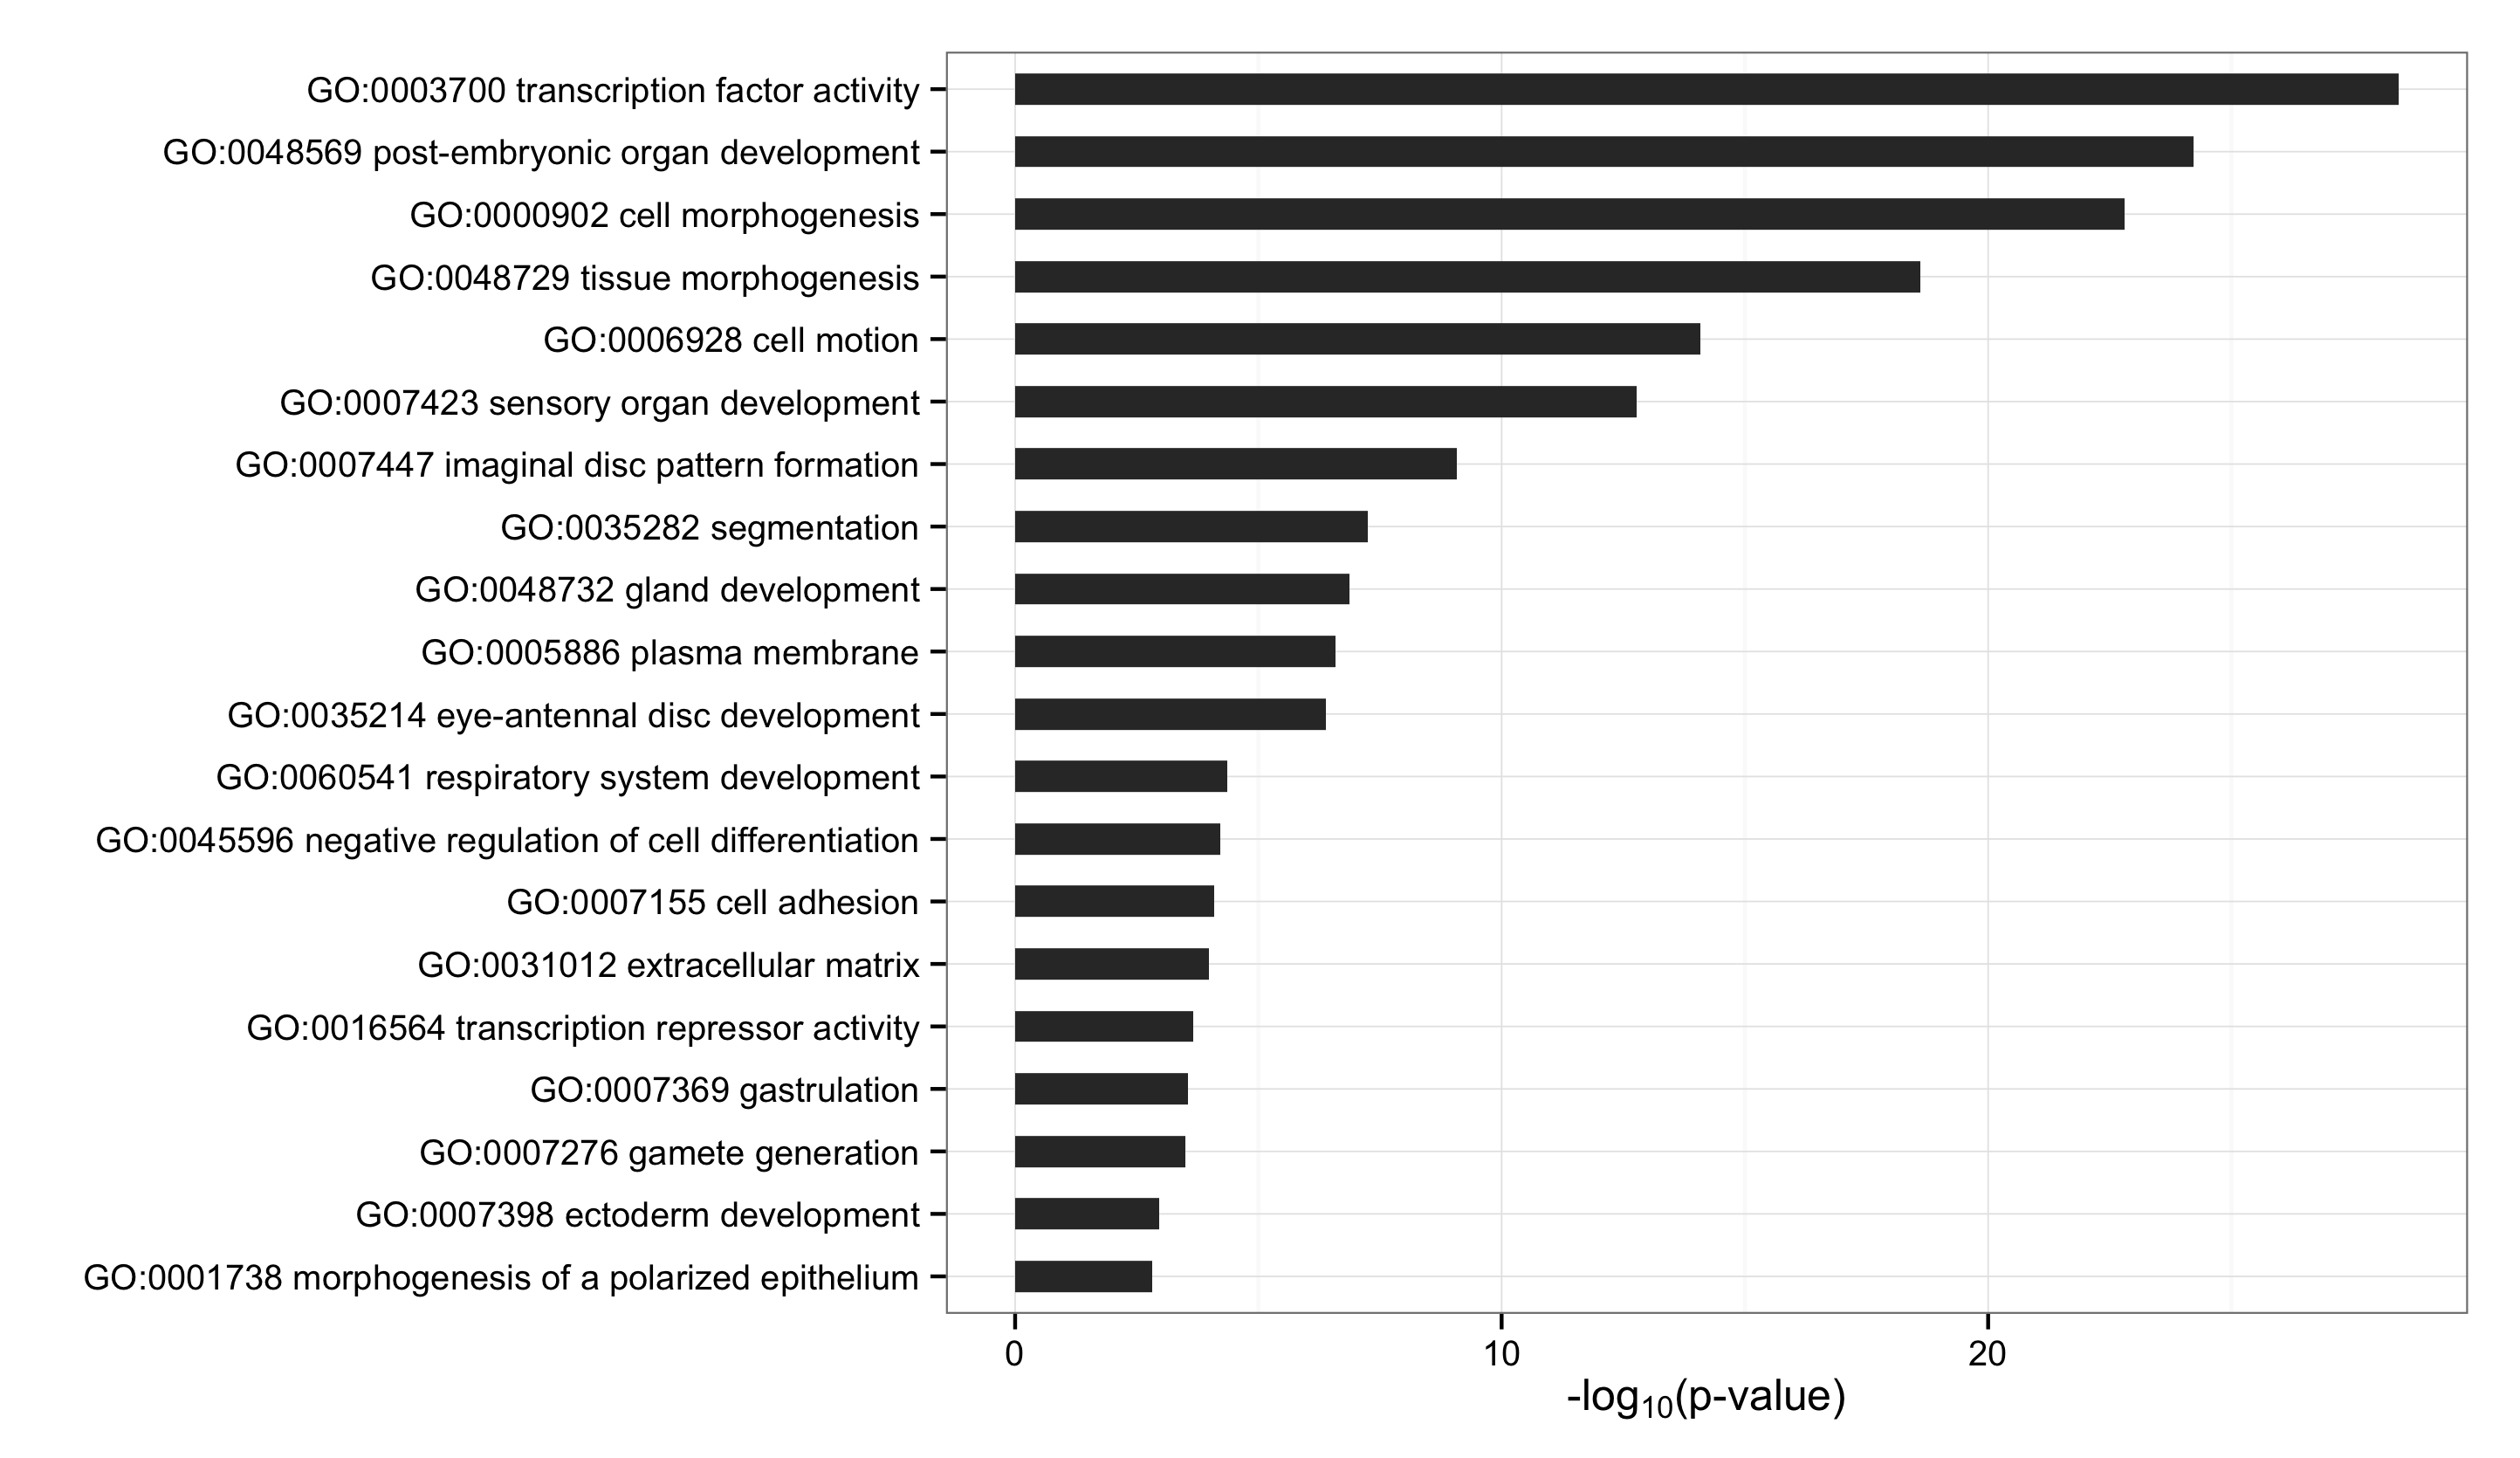 GO:0003700 transcription factor activity
GO:0048569 post-embryonic organ development
GO:0000902 cell morphogenesis
GO:0048729 tissue morphogenesis
GO:0006928 cell motion
GO:0007423 sensory organ development
GO:0007447 imaginal disc pattern formation
GO:0035282 segmentation
GO:0048732 gland development
GO:0005886 plasma membrane
GO:0035214 eye-antennal disc development
GO:0060541 respiratory system development
GO:0045596 negative regulation of cell differentiation
GO:0007155 cell adhesion
GO:0031012 extracellular matrix
GO:0016564 transcription repressor activity
GO:0007369 gastrulation
GO:0007276 gamete generation
GO:0007398 ectoderm development
GO:0001738 morphogenesis of a polarized epithelium
0 10 20
-log10(p-value)